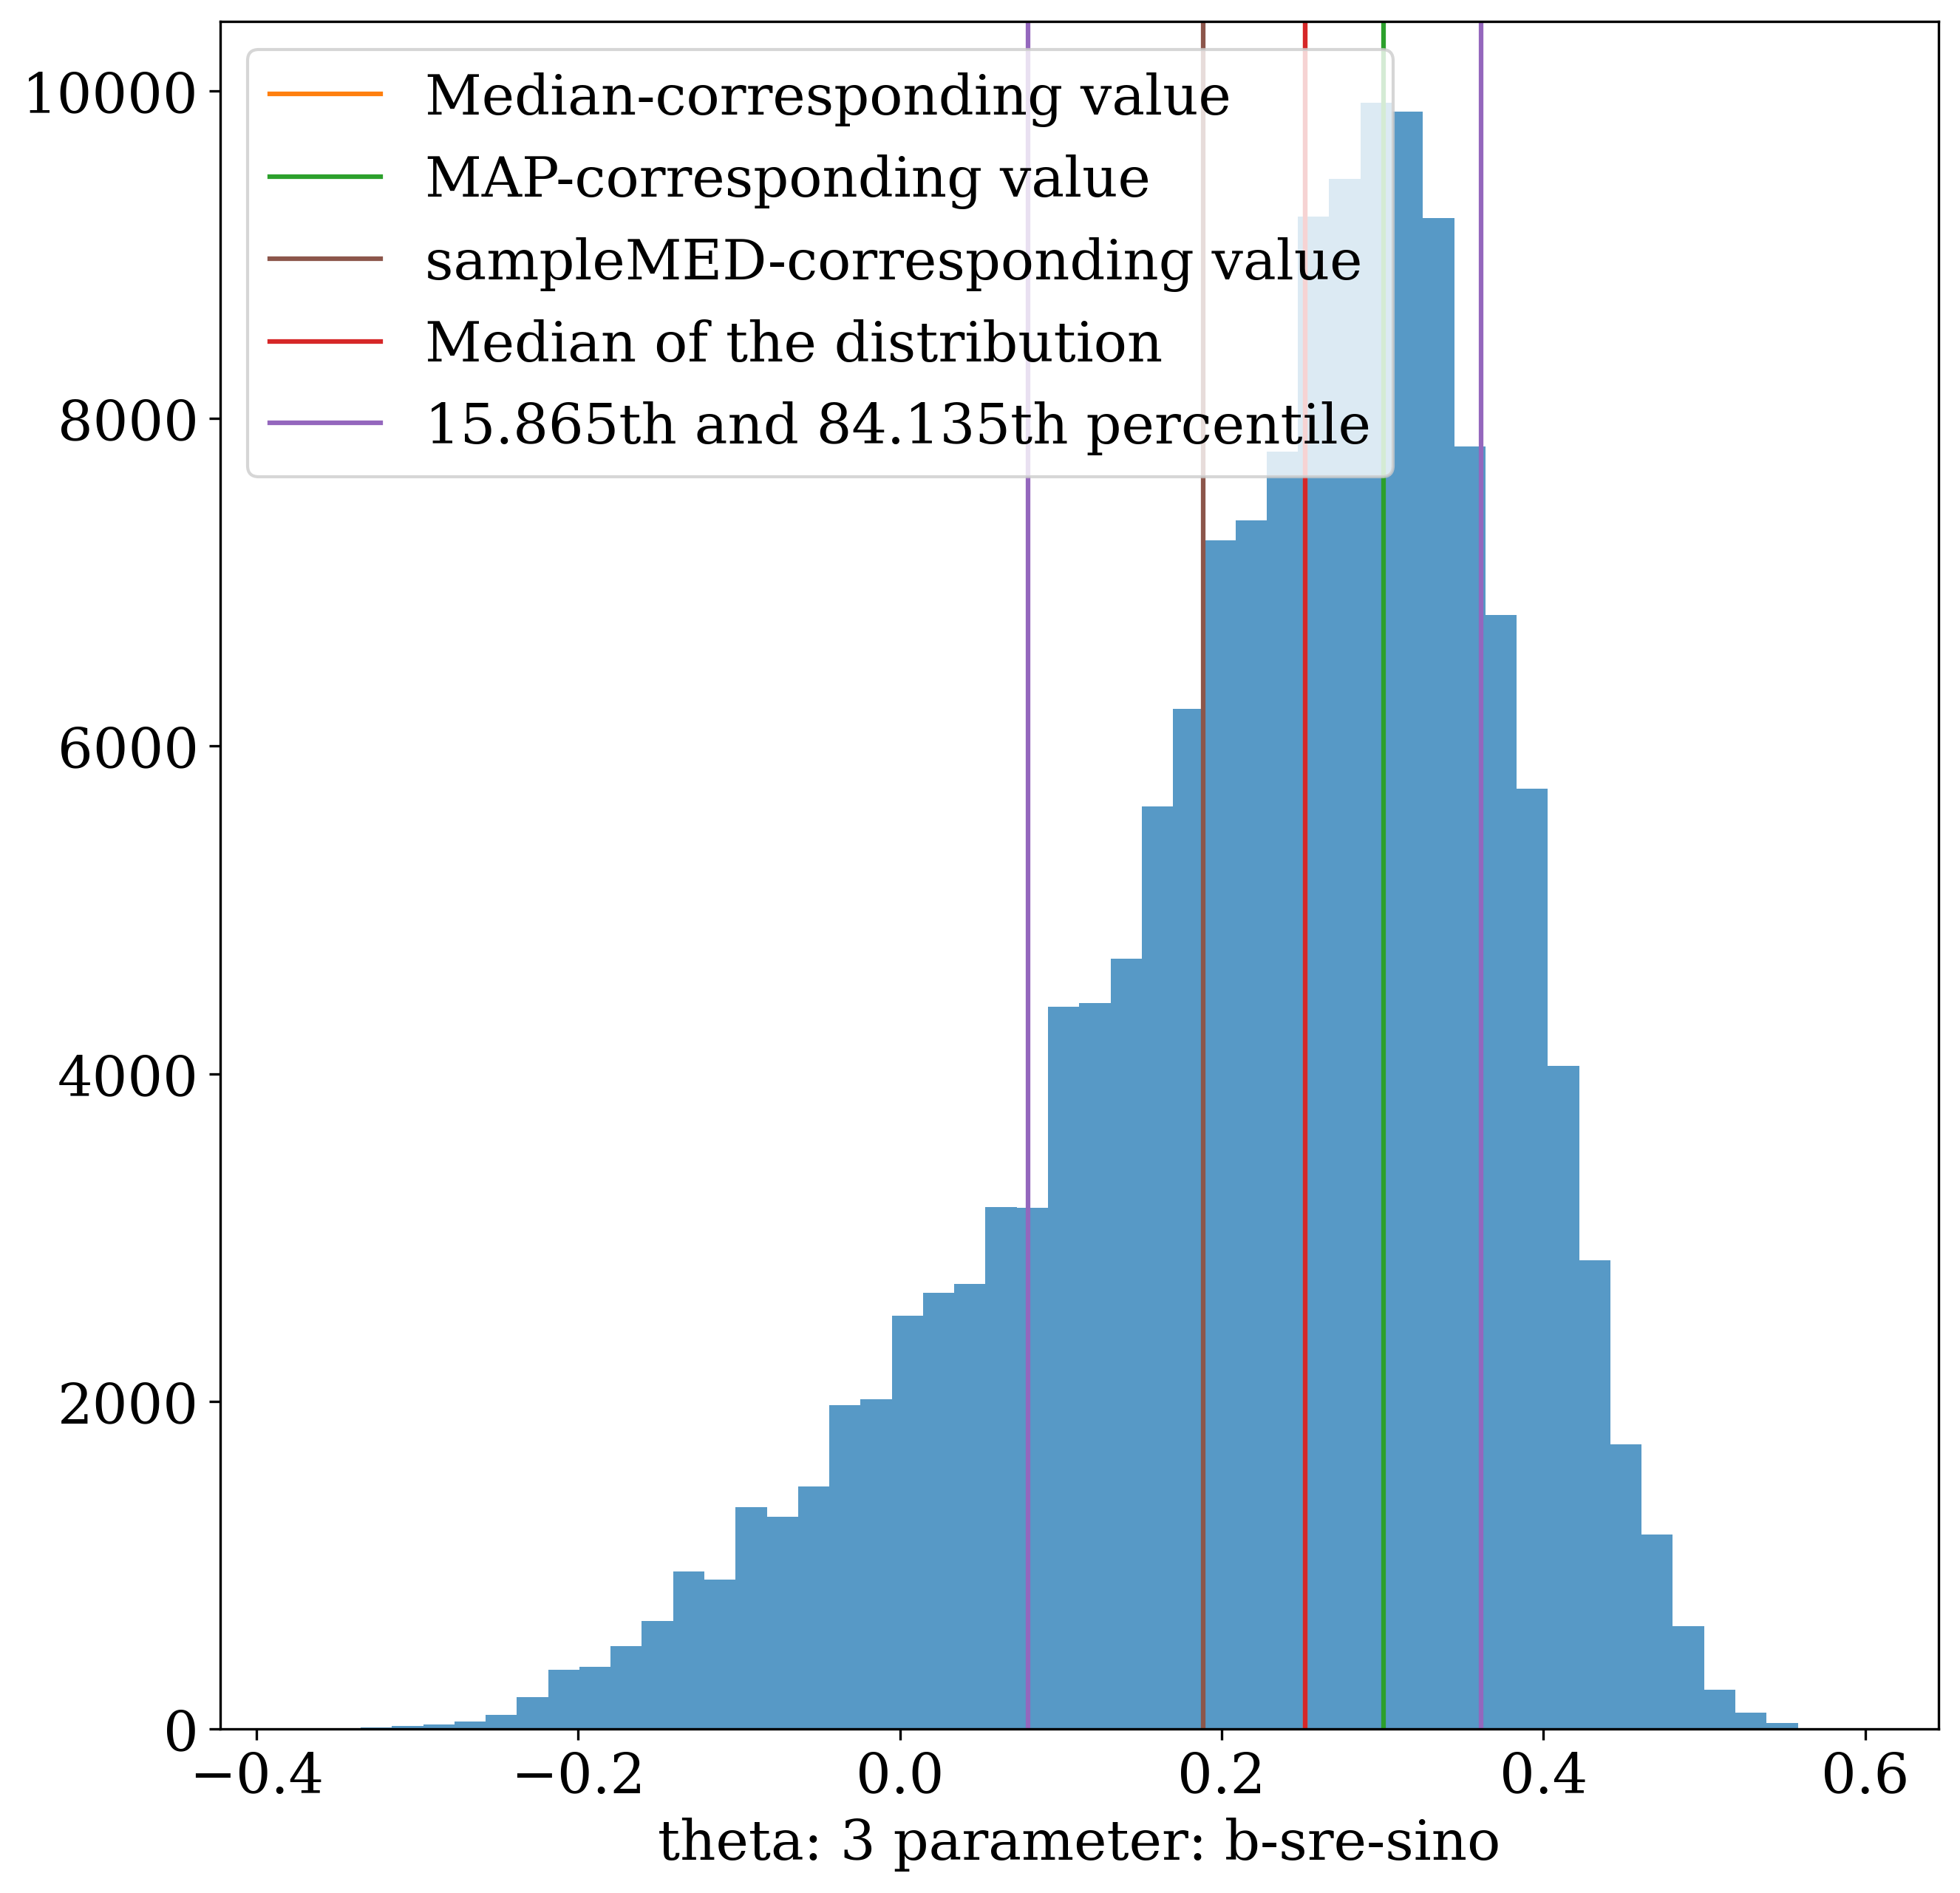 Median-corresponding value
MAP-corresponding value
sampleMED-corresponding value
Median of the distribution
15.865th and 84.135th percentile
10000
8000
6000
4000
2000
0
−0.4 −0.2 0.0 0.2 0.4 0.6
theta: 3 parameter: b-sre-sino